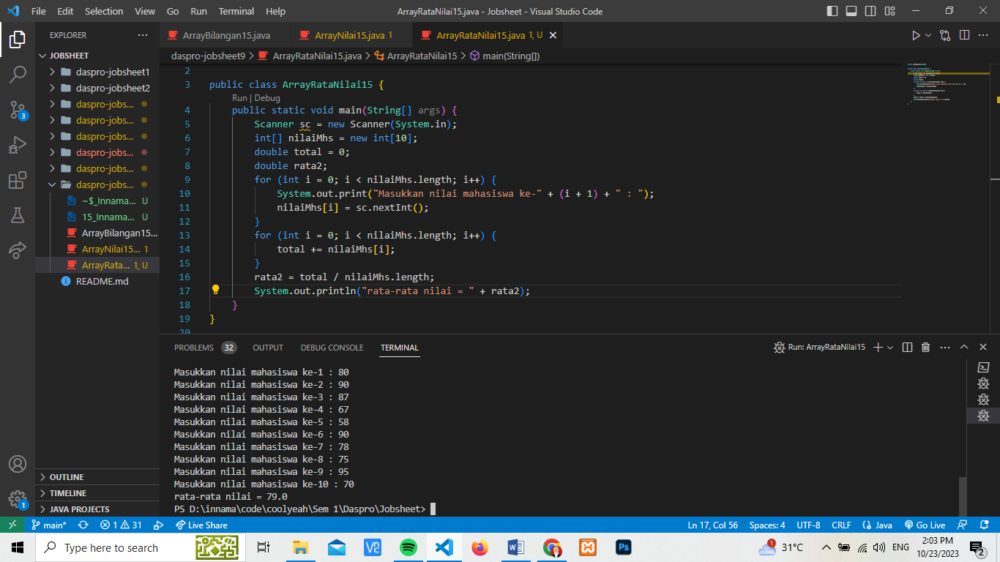 File Edit Selection View Go Run Terminal Help
ArrayRataNilai15.java - Jobsheet - Visual Studio Code
EXPLORER
JOBSHEET
daspro-jobsheet1
daspro-jobsheet2
daspro-jobs...
daspro-jobs...
daspro-jobs...
daspro-jobs...
daspro-jobs...
daspro-jobs...
~$_Innama... U
15_Innama... U
ArrayBilangan15...
ArrayNilai15... 1
ArrayRata... 1, U
README.md
OUTLINE
TIMELINE
JAVA PROJECTS
3
1
ArrayBilangan15.java
ArrayNilai15.java 1
ArrayRataNilai15.java 1, U
daspro-jobsheet9 > ArrayRataNilai15.java > ArrayRataNilai15 > main(String[])
2
3 public class ArrayRataNilai15 {
Run | Debug
4 public static void main(String[] args) {
5 Scanner sc = new Scanner(System.in);
6 int[] nilaiMhs = new int[10];
7 double total = 0;
8 double rata2;
9 for (int i = 0; i < nilaiMhs.length; i++) {
10 System.out.print("Masukkan nilai mahasiswa ke-" + (i + 1) + " : ");
11 nilaiMhs[i] = sc.nextInt();
12 }
13 for (int i = 0; i < nilaiMhs.length; i++) {
14 total += nilaiMhs[i];
15 }
16 rata2 = total / nilaiMhs.length;
17 System.out.println("rata-rata nilai = " + rata2);
18 }
19 }
20
PROBLEMS 32 OUTPUT DEBUG CONSOLE TERMINAL
Run: ArrayRataNilai15
Masukkan nilai mahasiswa ke-1 : 80
Masukkan nilai mahasiswa ke-2 : 90
Masukkan nilai mahasiswa ke-3 : 87
Masukkan nilai mahasiswa ke-4 : 67
Masukkan nilai mahasiswa ke-5 : 58
Masukkan nilai mahasiswa ke-6 : 90
Masukkan nilai mahasiswa ke-7 : 78
Masukkan nilai mahasiswa ke-8 : 75
Masukkan nilai mahasiswa ke-9 : 95
Masukkan nilai mahasiswa ke-10 : 70
rata-rata nilai = 79.0
PS D:\innama\code\coolyeah\Sem 1\Daspro\Jobsheet>
main* 1 31 Live Share
Ln 17, Col 56 Spaces: 4 UTF-8 CRLF Java Go Live
Type here to search
1 31°C ENG
2:03 PM
10/23/2023
2